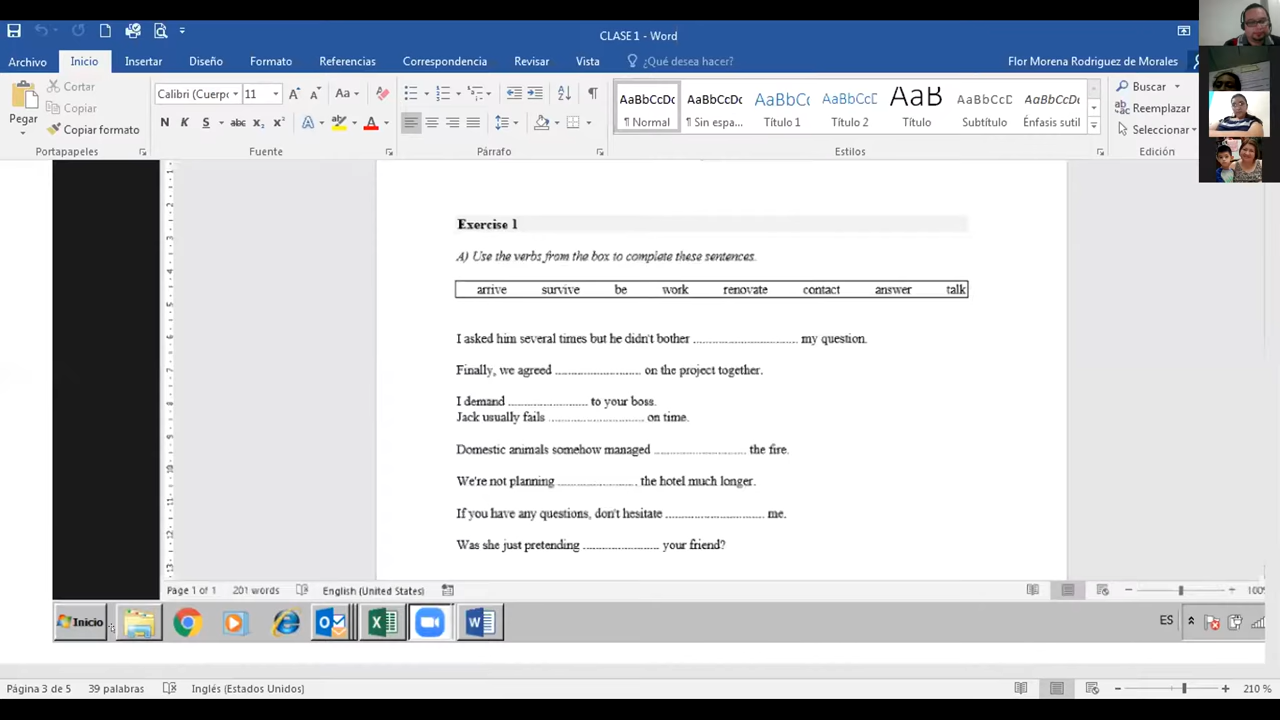 CLASE 1 - Word
Archivo Inicio Insertar Diseño Formato Referencias Correspondencia Revisar Vista ¿Qué desea hacer? Flor Morena Rodriguez de Morales
Pegar
Cortar
Copiar
Copiar formato
Portapapeles
Calibri (Cuerpo 11
N K S abc x₂ x²
Fuente
Párrafo
AaBbCcDc AaBbCcDc AaBbCc AaBbCcD AaB AaBbCcD AaBbCcDc
¶ Normal ¶ Sin espa... Título 1 Título 2 Título Subtítulo Énfasis sutil
Estilos
Buscar
Reemplazar
Seleccionar
Edición
Exercise 1
A) Use the verbs from the box to complete these sentences.
arrive survive be work renovate contact answer talk
I asked him several times but he didn't bother ................................ my question.
Finally, we agreed .......................... on the project together.
I demand ........................ to your boss.
Jack usually fails ............................. on time.
Domestic animals somehow managed ............................ the fire.
We're not planning ........................ the hotel much longer.
If you have any questions, don't hesitate .............................. me.
Was she just pretending ....................... your friend?
Page 1 of 1 201 words English (United States) 100%
Inicio ES
Página 3 de 5 39 palabras Inglés (Estados Unidos) 210 %